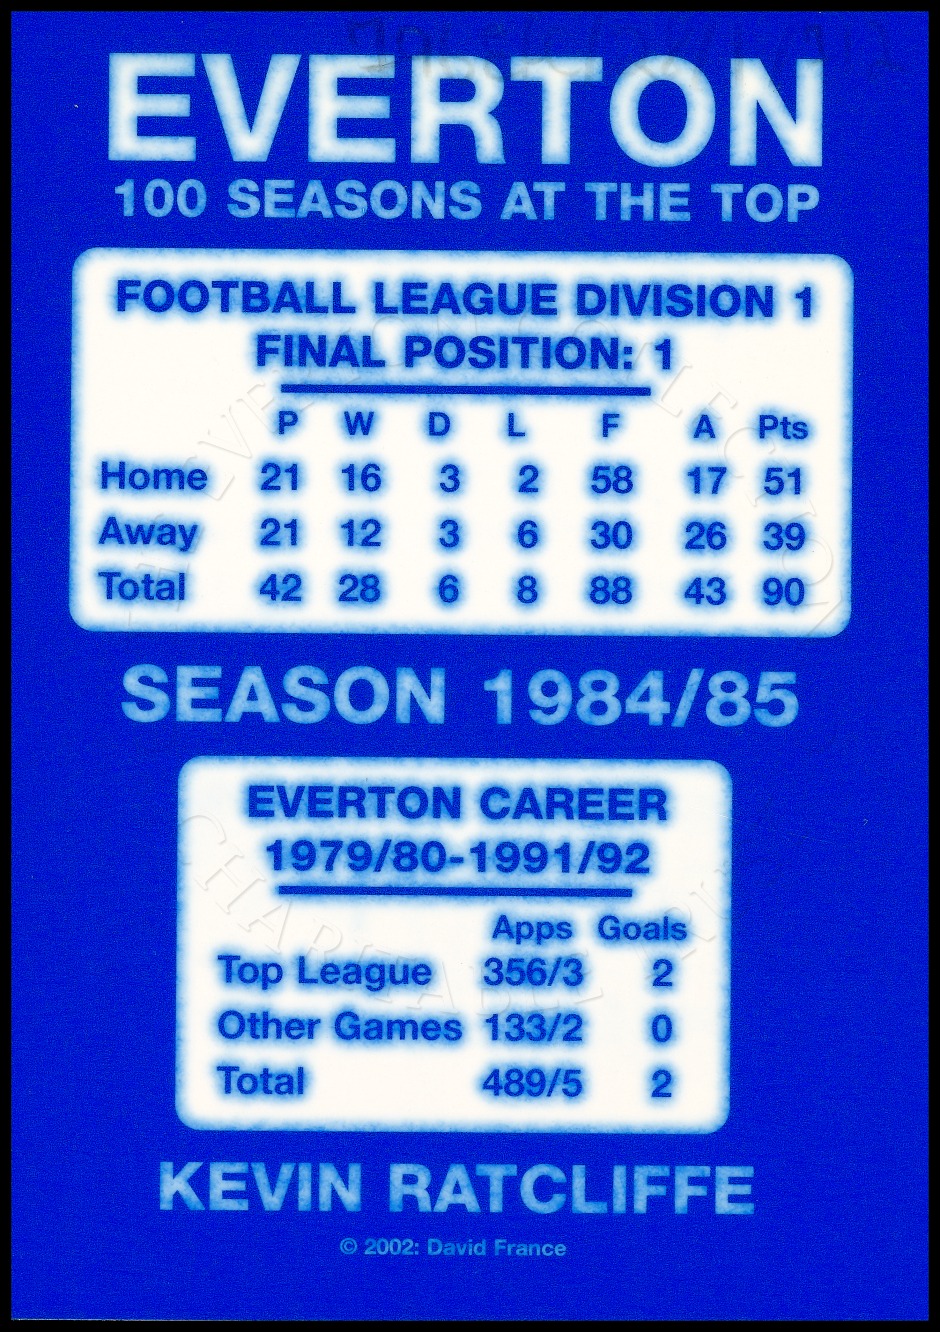 EVERTON
100 SEASONS AT THE TOP
FOOTBALL LEAGUE DIVISION 1
FINAL POSITION: 1
P W D L F A Pts
Home 21 16 3 2 58 17 51
Away 21 12 3 6 30 26 39
Total 42 28 6 8 88 43 90
SEASON 1984/85
EVERTON CAREER
1979/80-1991/92
Apps Goals
Top League 356/3 2
Other Games 133/2 0
Total 489/5 2
KEVIN RATCLIFFE
© 2002: David France